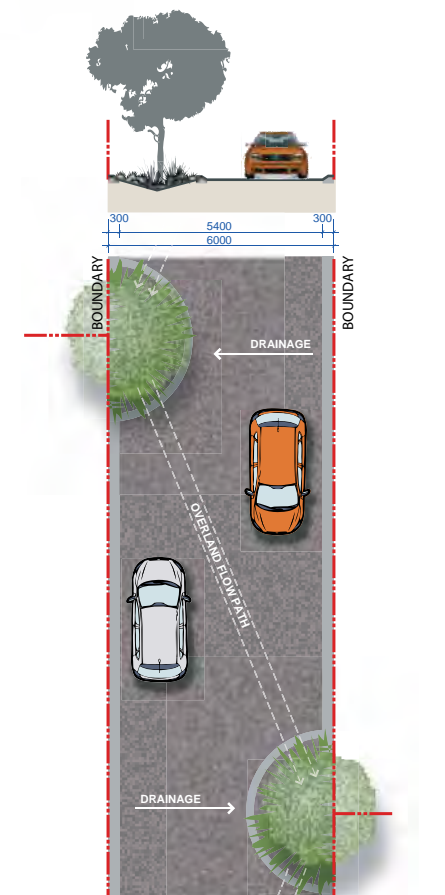 300
300
5400
6000
BOUNDARY
BOUNDARY
DRAINAGE
OVERLAND FLOW PATH
DRAINAGE